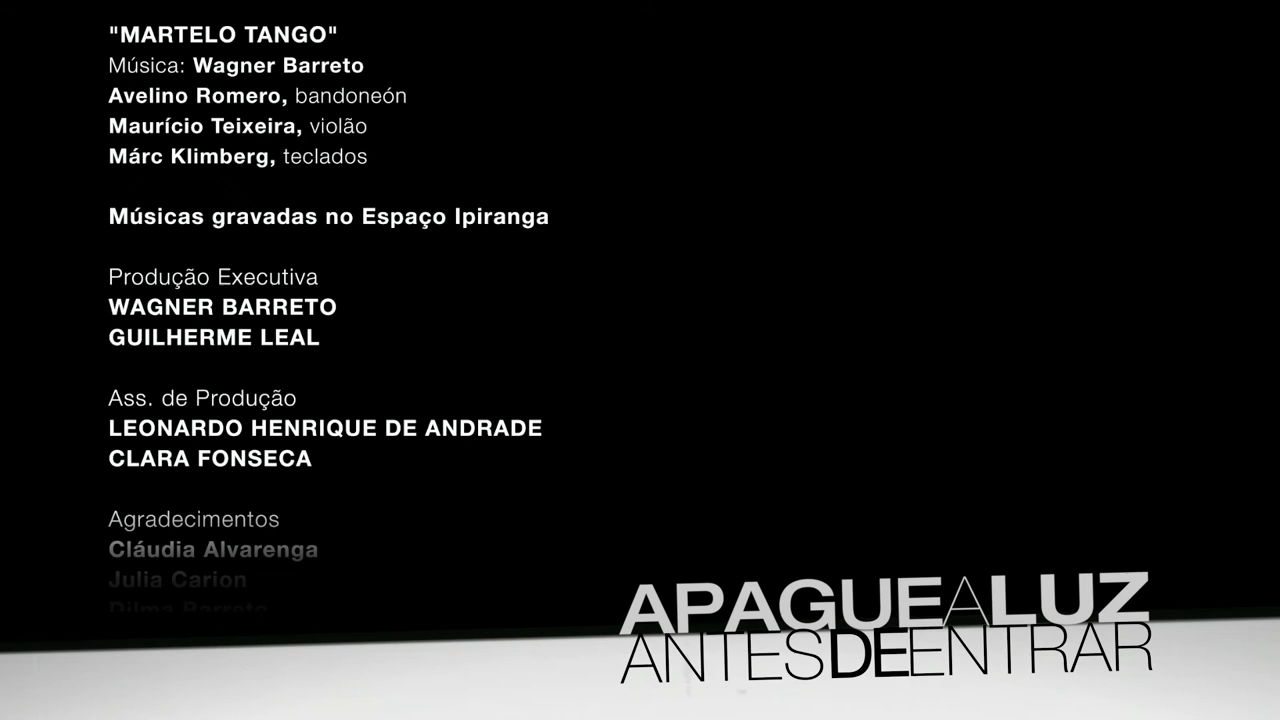 "MARTELO TANGO"
Música: Wagner Barreto
Avelino Romero, bandoneón
Maurício Teixeira, violão
Márc Klimberg, teclados
Músicas gravadas no Espaço Ipiranga
Produção Executiva
WAGNER BARRETO
GUILHERME LEAL
Ass. de Produção
LEONARDO HENRIQUE DE ANDRADE
CLARA FONSECA
Agradecimentos
Cláudia Alvarenga
Julia Carion
Dilma Barreto
APAGUEALUZ
ANTESDEENTRAR